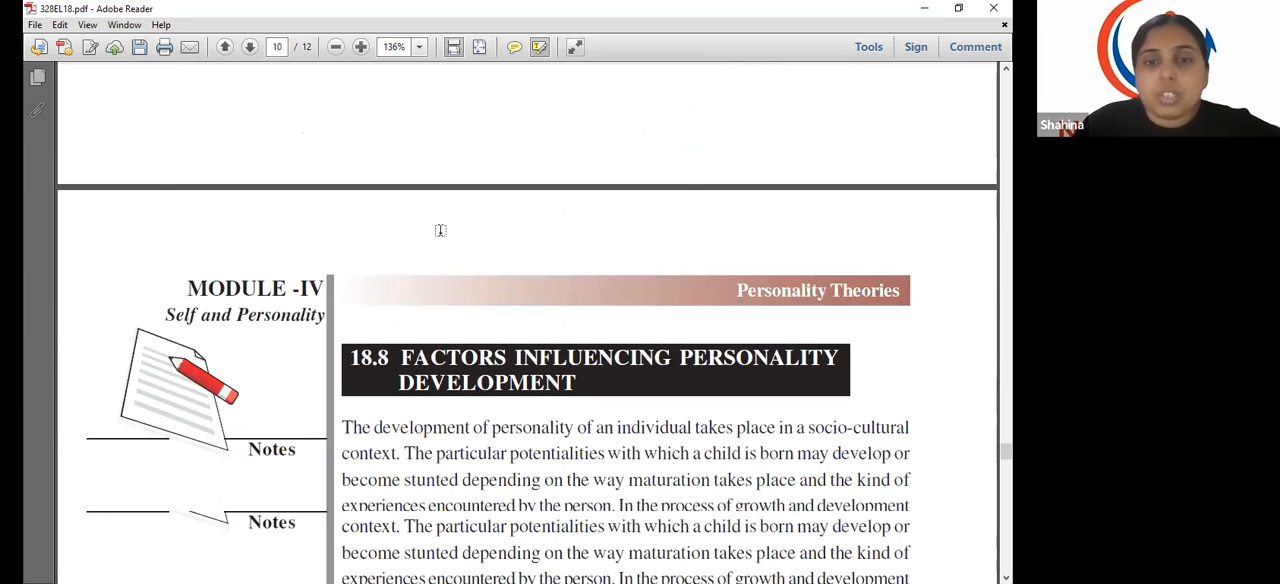 328EL18.pdf - Adobe Reader
File Edit View Window Help
10 / 12 136% Tools Sign Comment
Shahina
MODULE -IV
Self and Personality
Notes
Notes
Personality Theories
18.8 FACTORS INFLUENCING PERSONALITY
DEVELOPMENT
The development of personality of an individual takes place in a socio-cultural
context. The particular potentialities with which a child is born may develop or
become stunted depending on the way maturation takes place and the kind of
experiences encountered by the person. In the process of growth and development
context. The particular potentialities with which a child is born may develop or
become stunted depending on the way maturation takes place and the kind of
experiences encountered by the person. In the process of growth and development